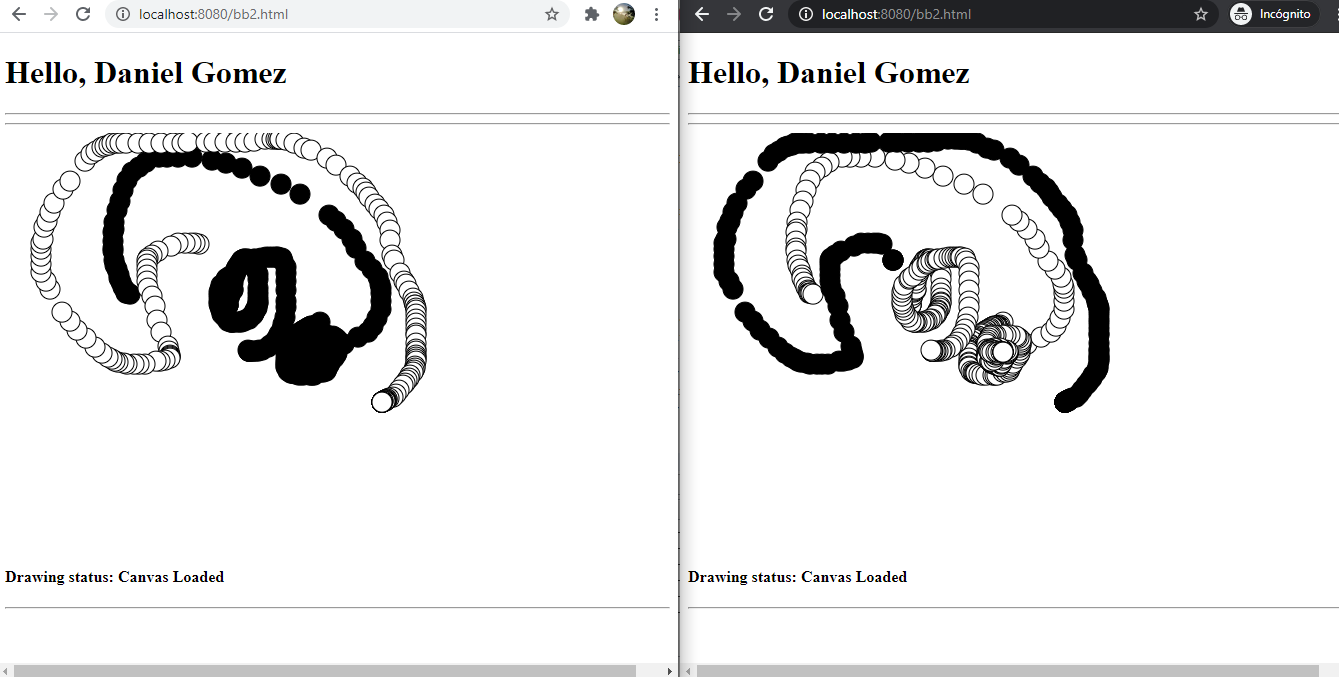 localhost:8080/bb2.html
Hello, Daniel Gomez
Drawing status: Canvas Loaded
localhost:8080/bb2.html
Incógnito
Hello, Daniel Gomez
Drawing status: Canvas Loaded